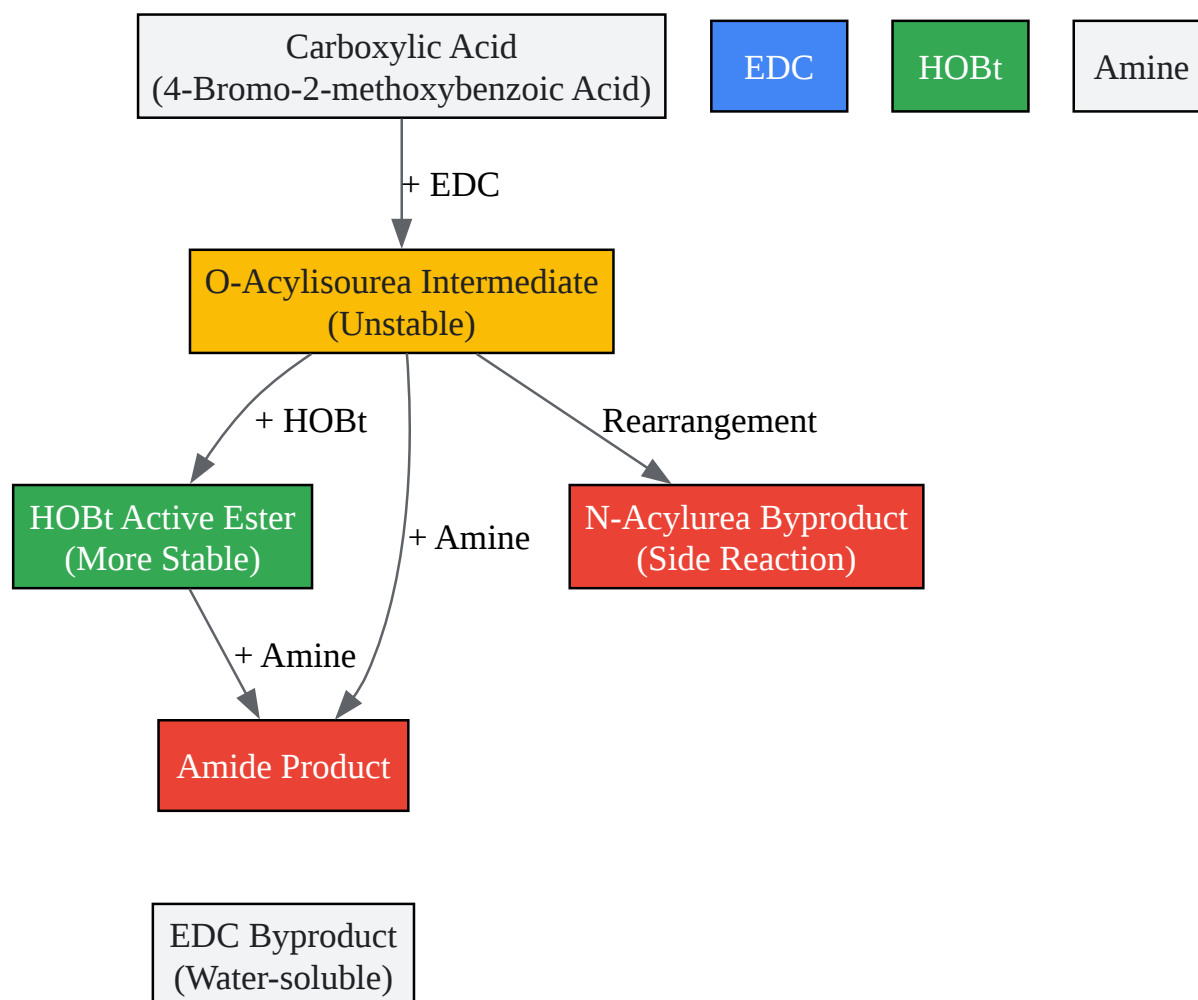 Carboxylic Acid
(4-Bromo-2-methoxybenzoic Acid)
EDC
HOBt
Amine
+ EDC
O-Acylisourea Intermediate
(Unstable)
+ HOBt
Rearrangement
HOBt Active Ester
(More Stable)
+ Amine
N-Acylurea Byproduct
(Side Reaction)
+ Amine
Amide Product
EDC Byproduct
(Water-soluble)